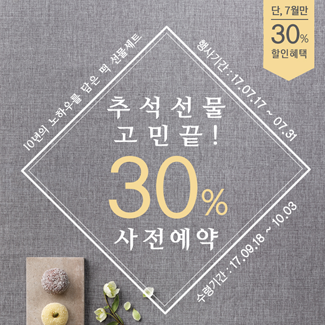 단, 7월만
30%
할인혜택
10년의 노하우를 담은 떡 선물세트
행사기간 : 17.07.17 ~ 07.31
추석선물
고민끝!
30%
사전예약
수령기간 : 17.09.18 ~ 10.03